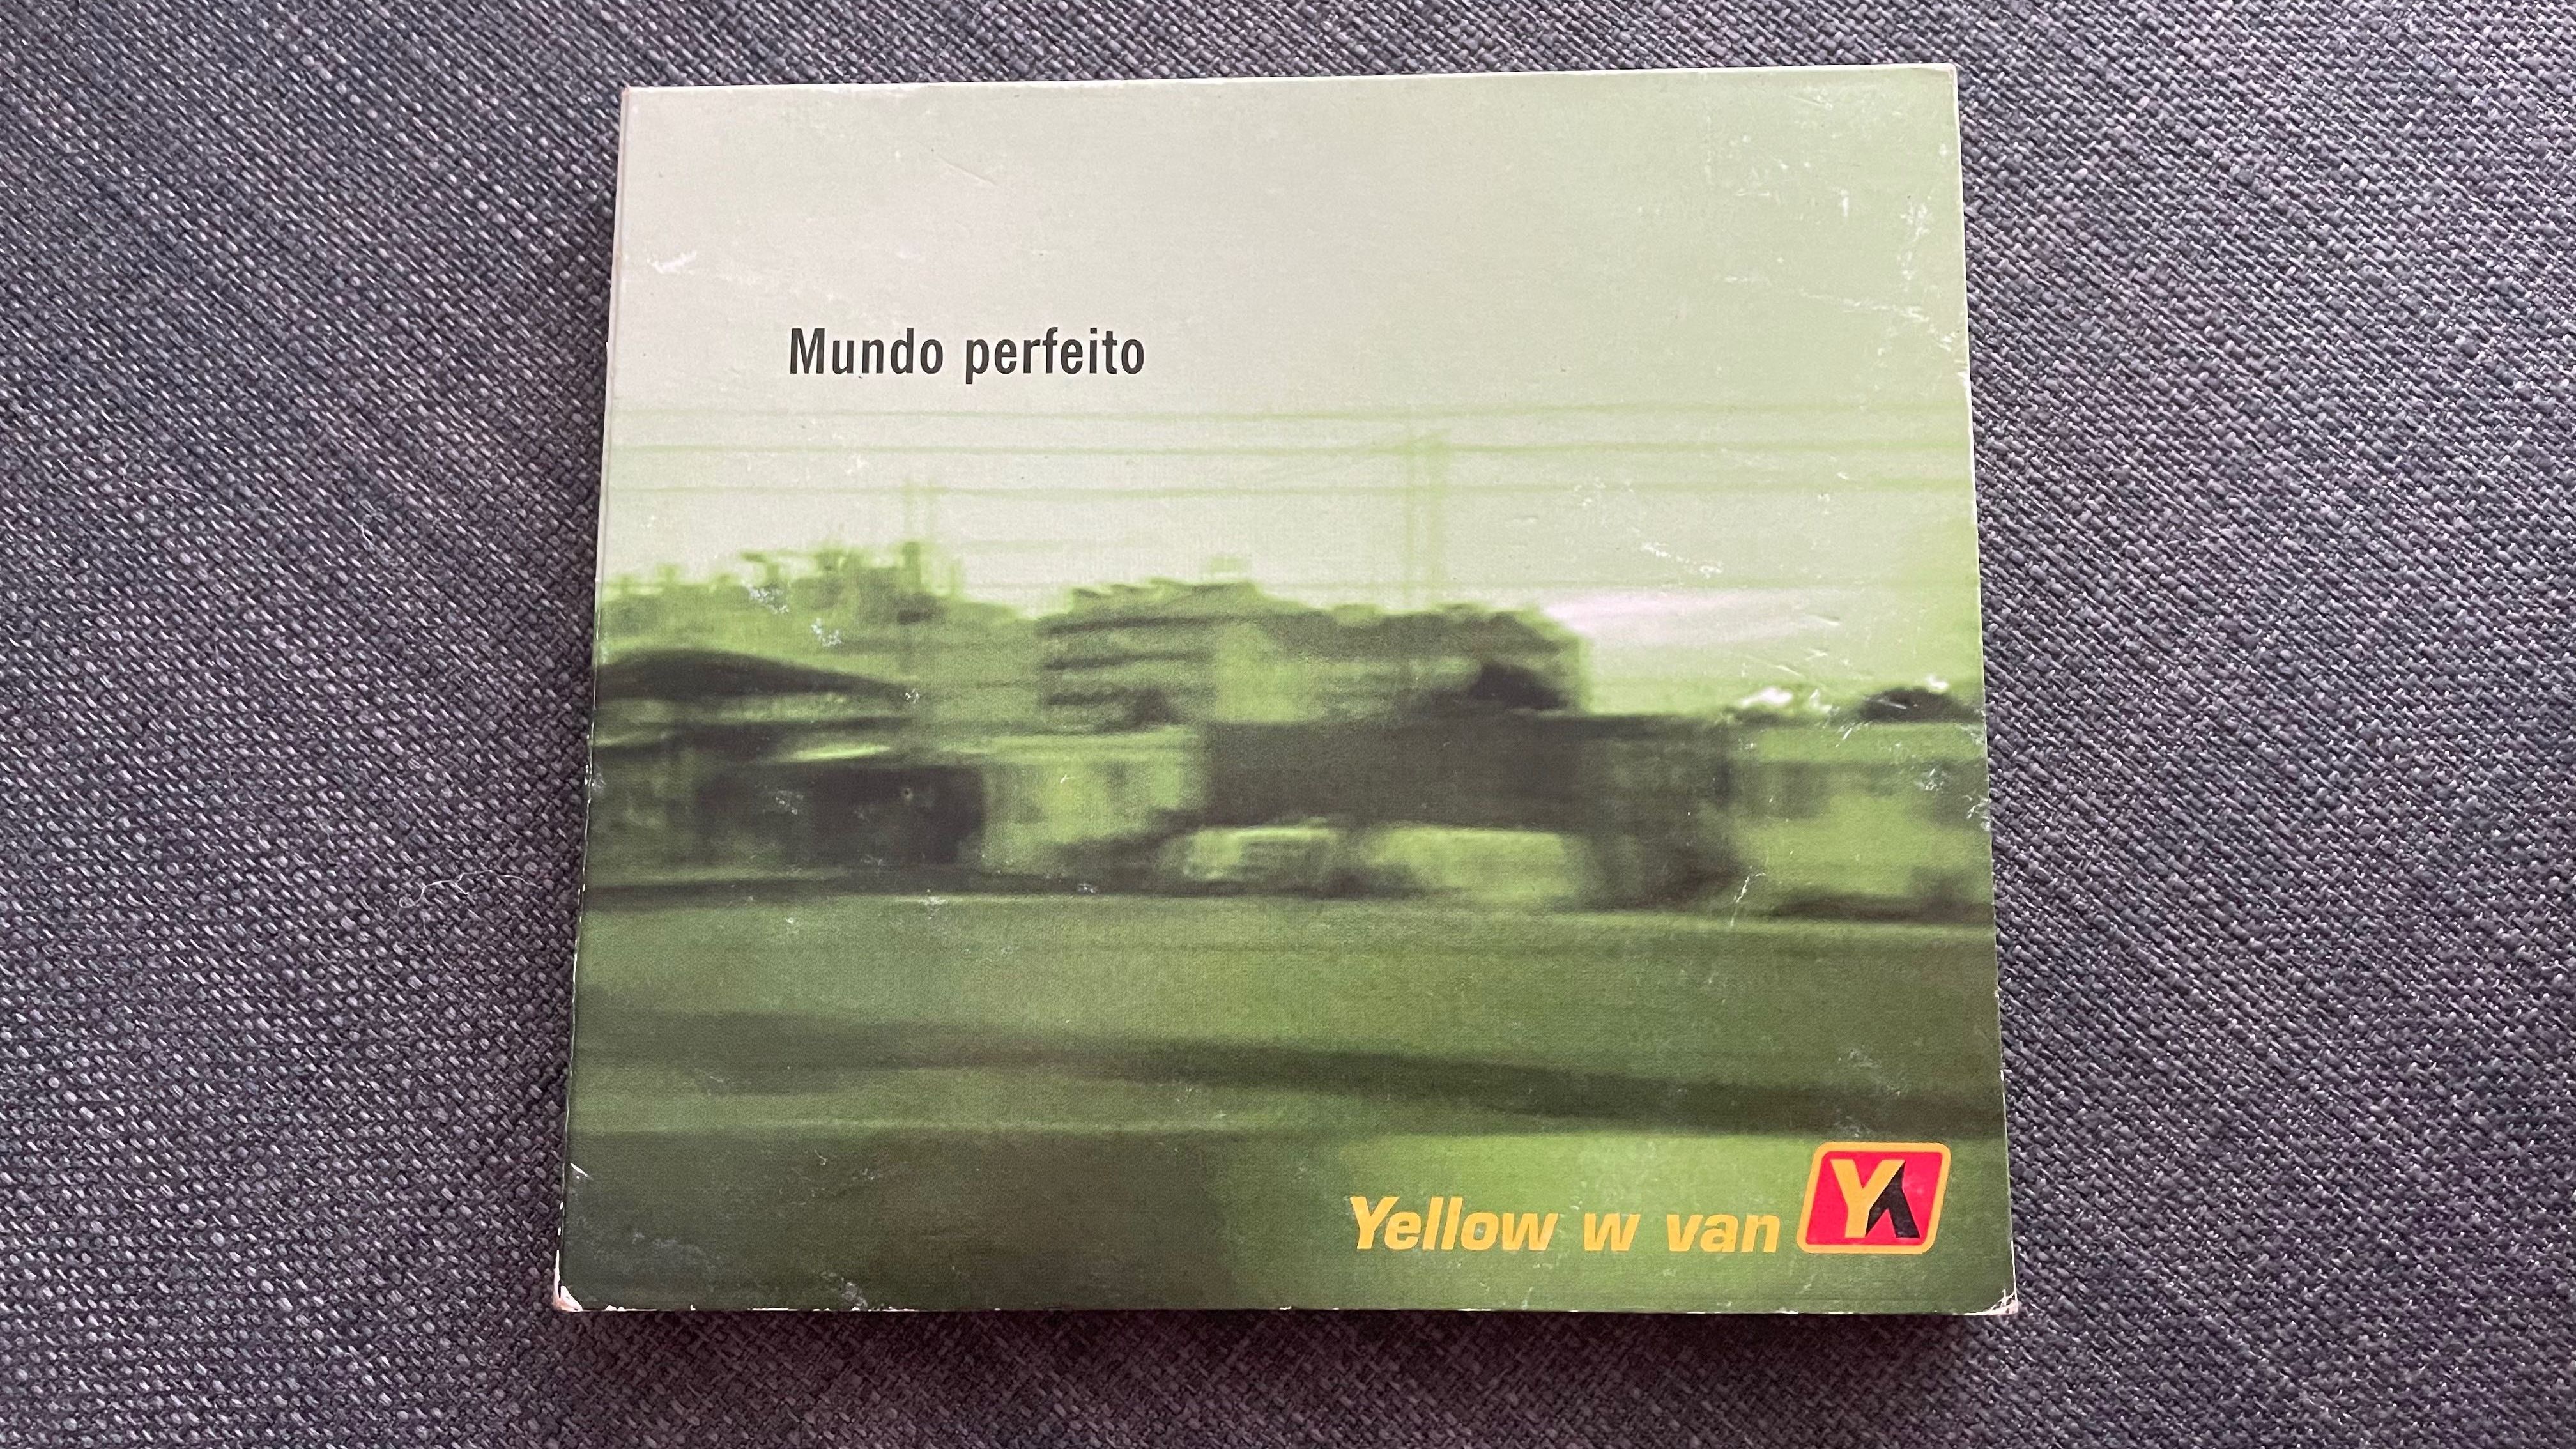 Mundo perfeito
Yellow w van
Y